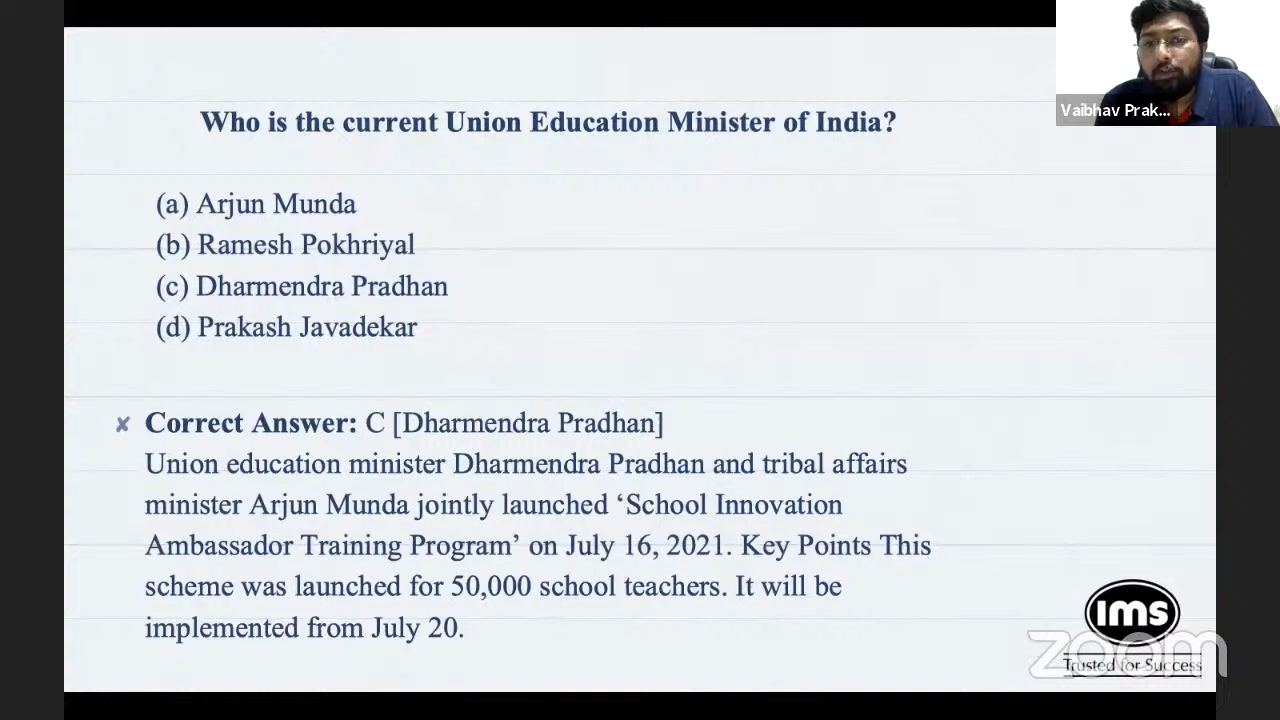 Vaibhav Prak...
Who is the current Union Education Minister of India?
(a) Arjun Munda
(b) Ramesh Pokhriyal
(c) Dharmendra Pradhan
(d) Prakash Javadekar
Correct Answer: C [Dharmendra Pradhan]
Union education minister Dharmendra Pradhan and tribal affairs
minister Arjun Munda jointly launched ‘School Innovation
Ambassador Training Program’ on July 16, 2021. Key Points This
scheme was launched for 50,000 school teachers. It will be
implemented from July 20.
ims
zoom
Trusted for Success